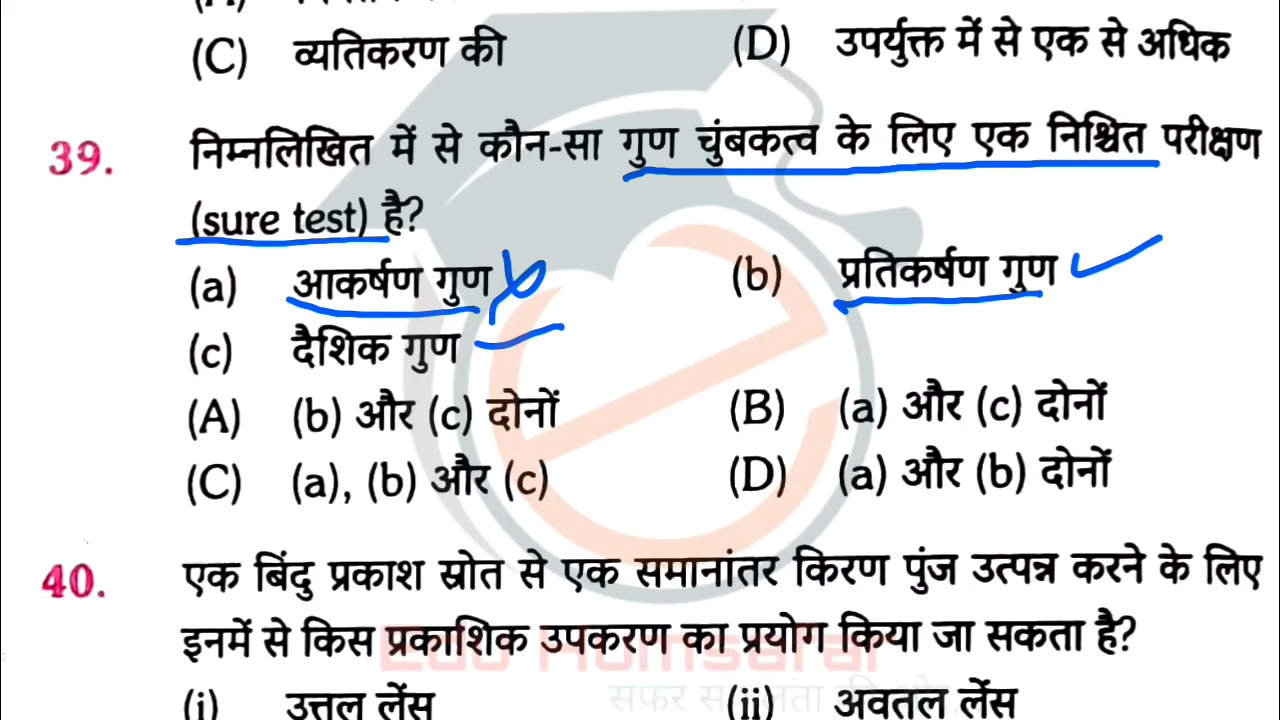 (C) व्यतिकरण की (D) उपर्युक्त में से एक से अधिक
39. निम्नलिखित में से कौन-सा गुण चुंबकत्व के लिए एक निश्चित परीक्षण
(sure test) है?
(a) आकर्षण गुण (b) प्रतिकर्षण गुण
(c) दैशिक गुण
(A) (b) और (c) दोनों (B) (a) और (c) दोनों
(C) (a), (b) और (c) (D) (a) और (b) दोनों
40. एक बिंदु प्रकाश स्रोत से एक समानांतर किरण पुंज उत्पन्न करने के लिए
इनमें से किस प्रकाशिक उपकरण का प्रयोग किया जा सकता है?
(i) उत्तल लेंस (ii) अवतल लेंस